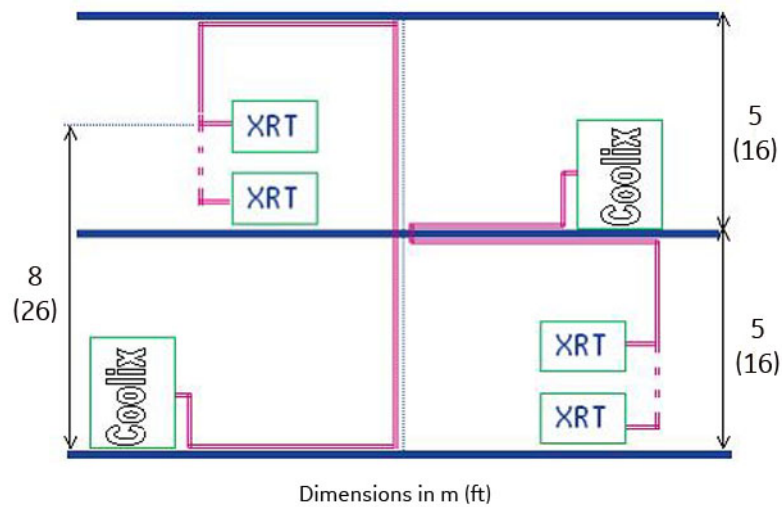 XRT
XRT
Coolix
5
(16)
8
(26)
Coolix
XRT
XRT
5
(16)
Dimensions in m (ft)